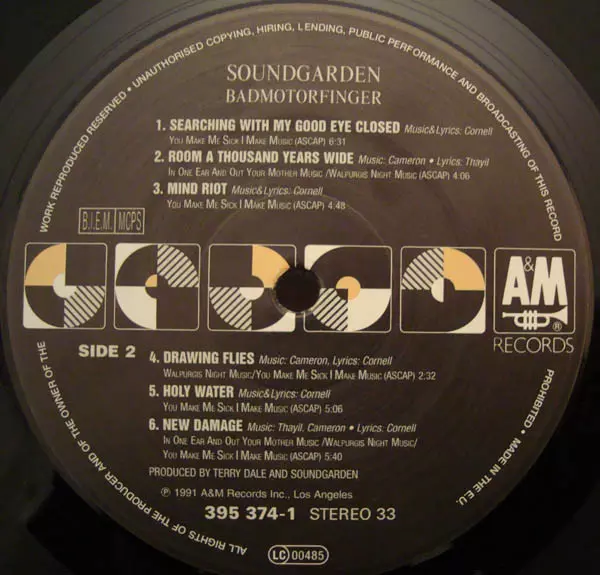 WORK REPRODUCED RESERVED • UNAUTHORISED COPYING, HIRING, LENDING, PUBLIC PERFORMANCE AND BROADCASTING OF THIS RECORD
SOUNDGARDEN
BADMOTORFINGER
1. SEARCHING WITH MY GOOD EYE CLOSED Music&Lyrics: Cornell
YOU MAKE ME SICK I MAKE MUSIC (ASCAP) 6:31
2. ROOM A THOUSAND YEARS WIDE Music: Cameron • Lyrics: Thayil
IN ONE EAR AND OUT YOUR MOTHER MUSIC /WALPURGIS NIGHT MUSIC (ASCAP) 4:06
3. MIND RIOT Music&Lyrics: Cornell
YOU MAKE ME SICK I MAKE MUSIC (ASCAP) 4:48
B.I.E.M. MCPS
A&M
®
RECORDS
SIDE 2
4. DRAWING FLIES Music: Cameron, Lyrics: Cornell
WALPURGIS NIGHT MUSIC/YOU MAKE ME SICK I MAKE MUSIC (ASCAP) 2:32
5. HOLY WATER Music&Lyrics: Cornell
YOU MAKE ME SICK I MAKE MUSIC (ASCAP) 5:06
6. NEW DAMAGE Music: Thayil, Cameron • Lyrics: Cornell
IN ONE EAR AND OUT YOUR MOTHER MUSIC /WALPURGIS NIGHT MUSIC/
YOU MAKE ME SICK I MAKE MUSIC (ASCAP) 5:40
PRODUCED BY TERRY DALE AND SOUNDGARDEN
℗ 1991 A&M Records Inc., Los Angeles
395 374-1 STEREO 33
LC 00485
PROHIBITED • MADE IN THE E.U.
ALL RIGHTS OF THE PRODUCER AND OF THE OWNER OF THE